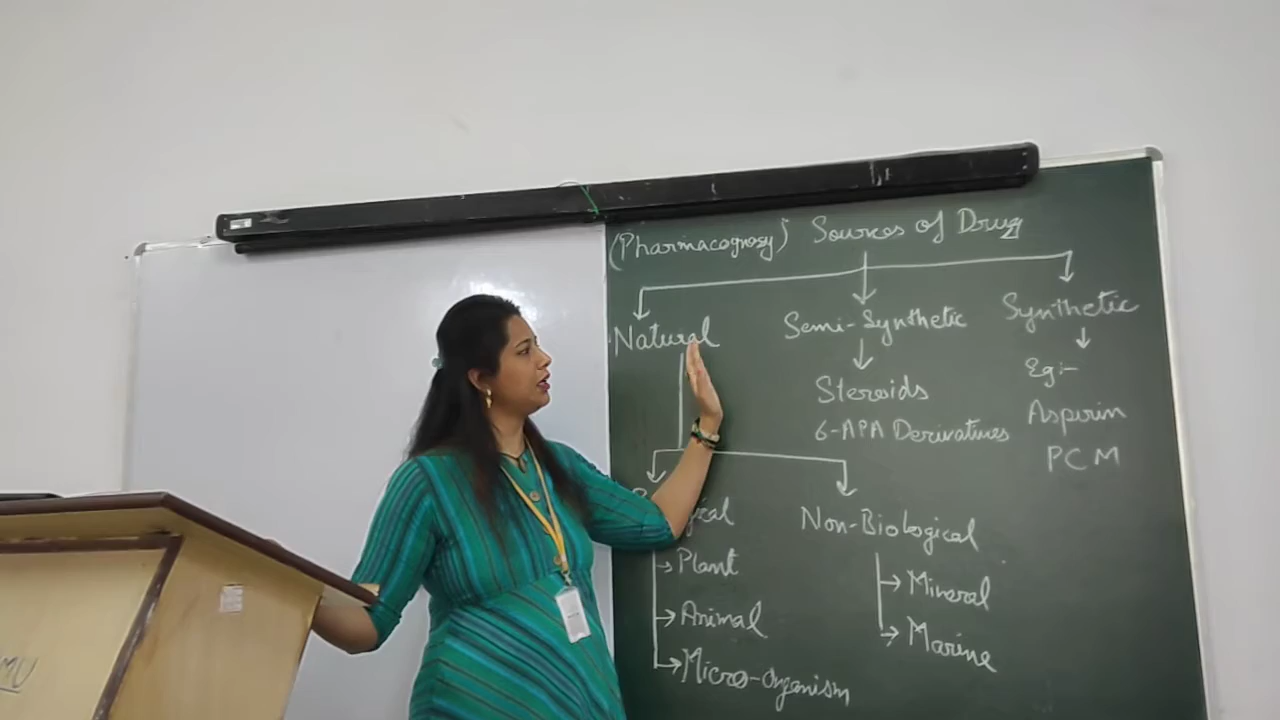 (Pharmacognosy) Sources of Drug
Natural
Semi-Synthetic
Synthetic
Steroids
6-APA Derivatives
Eg:-
Aspirin
PCM
Non-Biological
Plant
Animal
Micro-Organism
Mineral
Marine
MU